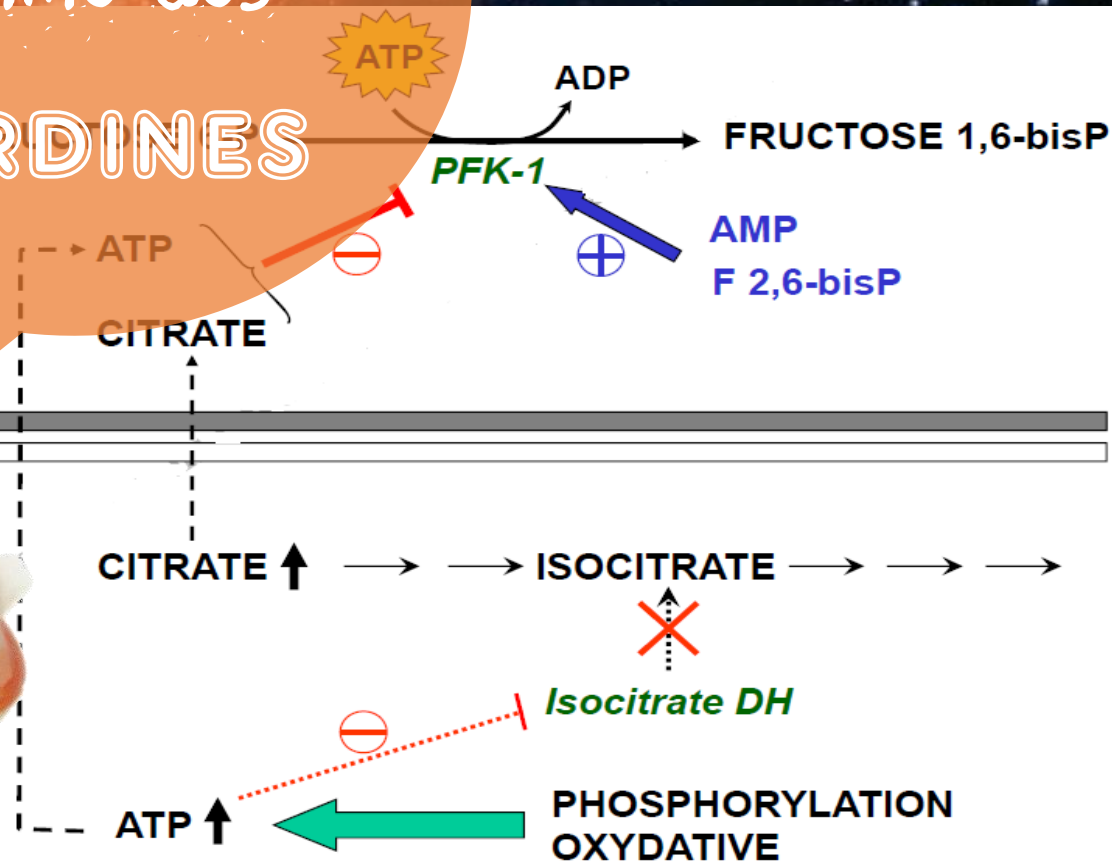 ATP
ADP
RDINES
FRUCTOSE 1,6-bisP
PFK-1
AMP
F 2,6-bisP
ATP
CITRATE
CITRATE
ISOCITRATE
Isocitrate DH
ATP
PHOSPHORYLATION
OXYDATIVE